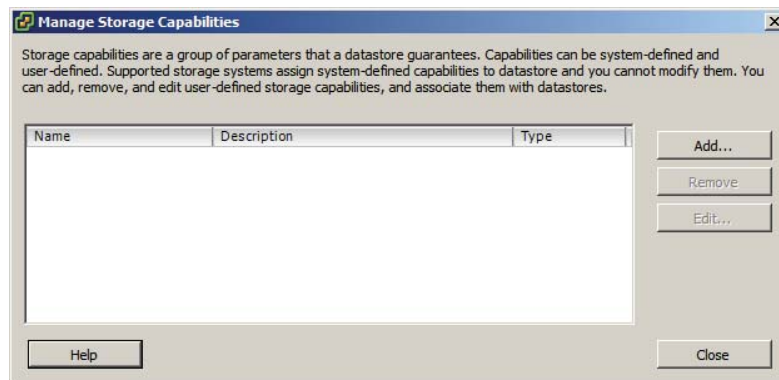 Manage Storage Capabilities
Storage capabilities are a group of parameters that a datastore guarantees. Capabilities can be system-defined and
user-defined. Supported storage systems assign system-defined capabilities to datastore and you cannot modify them. You
can add, remove, and edit user-defined storage capabilities, and associate them with datastores.
Name Description Type
Add...
Remove
Edit...
Help Close